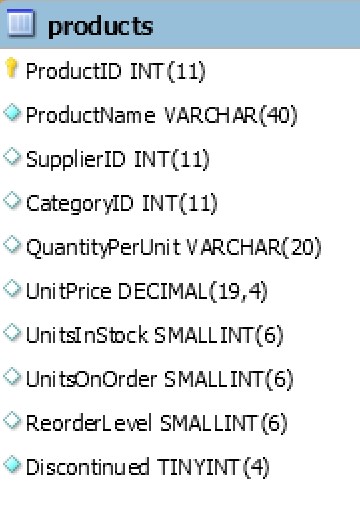 products
ProductID INT(11)
ProductName VARCHAR(40)
SupplierID INT(11)
CategoryID INT(11)
QuantityPerUnit VARCHAR(20)
UnitPrice DECIMAL(19,4)
UnitsInStock SMALLINT(6)
UnitsOnOrder SMALLINT(6)
ReorderLevel SMALLINT(6)
Discontinued TINYINT(4)